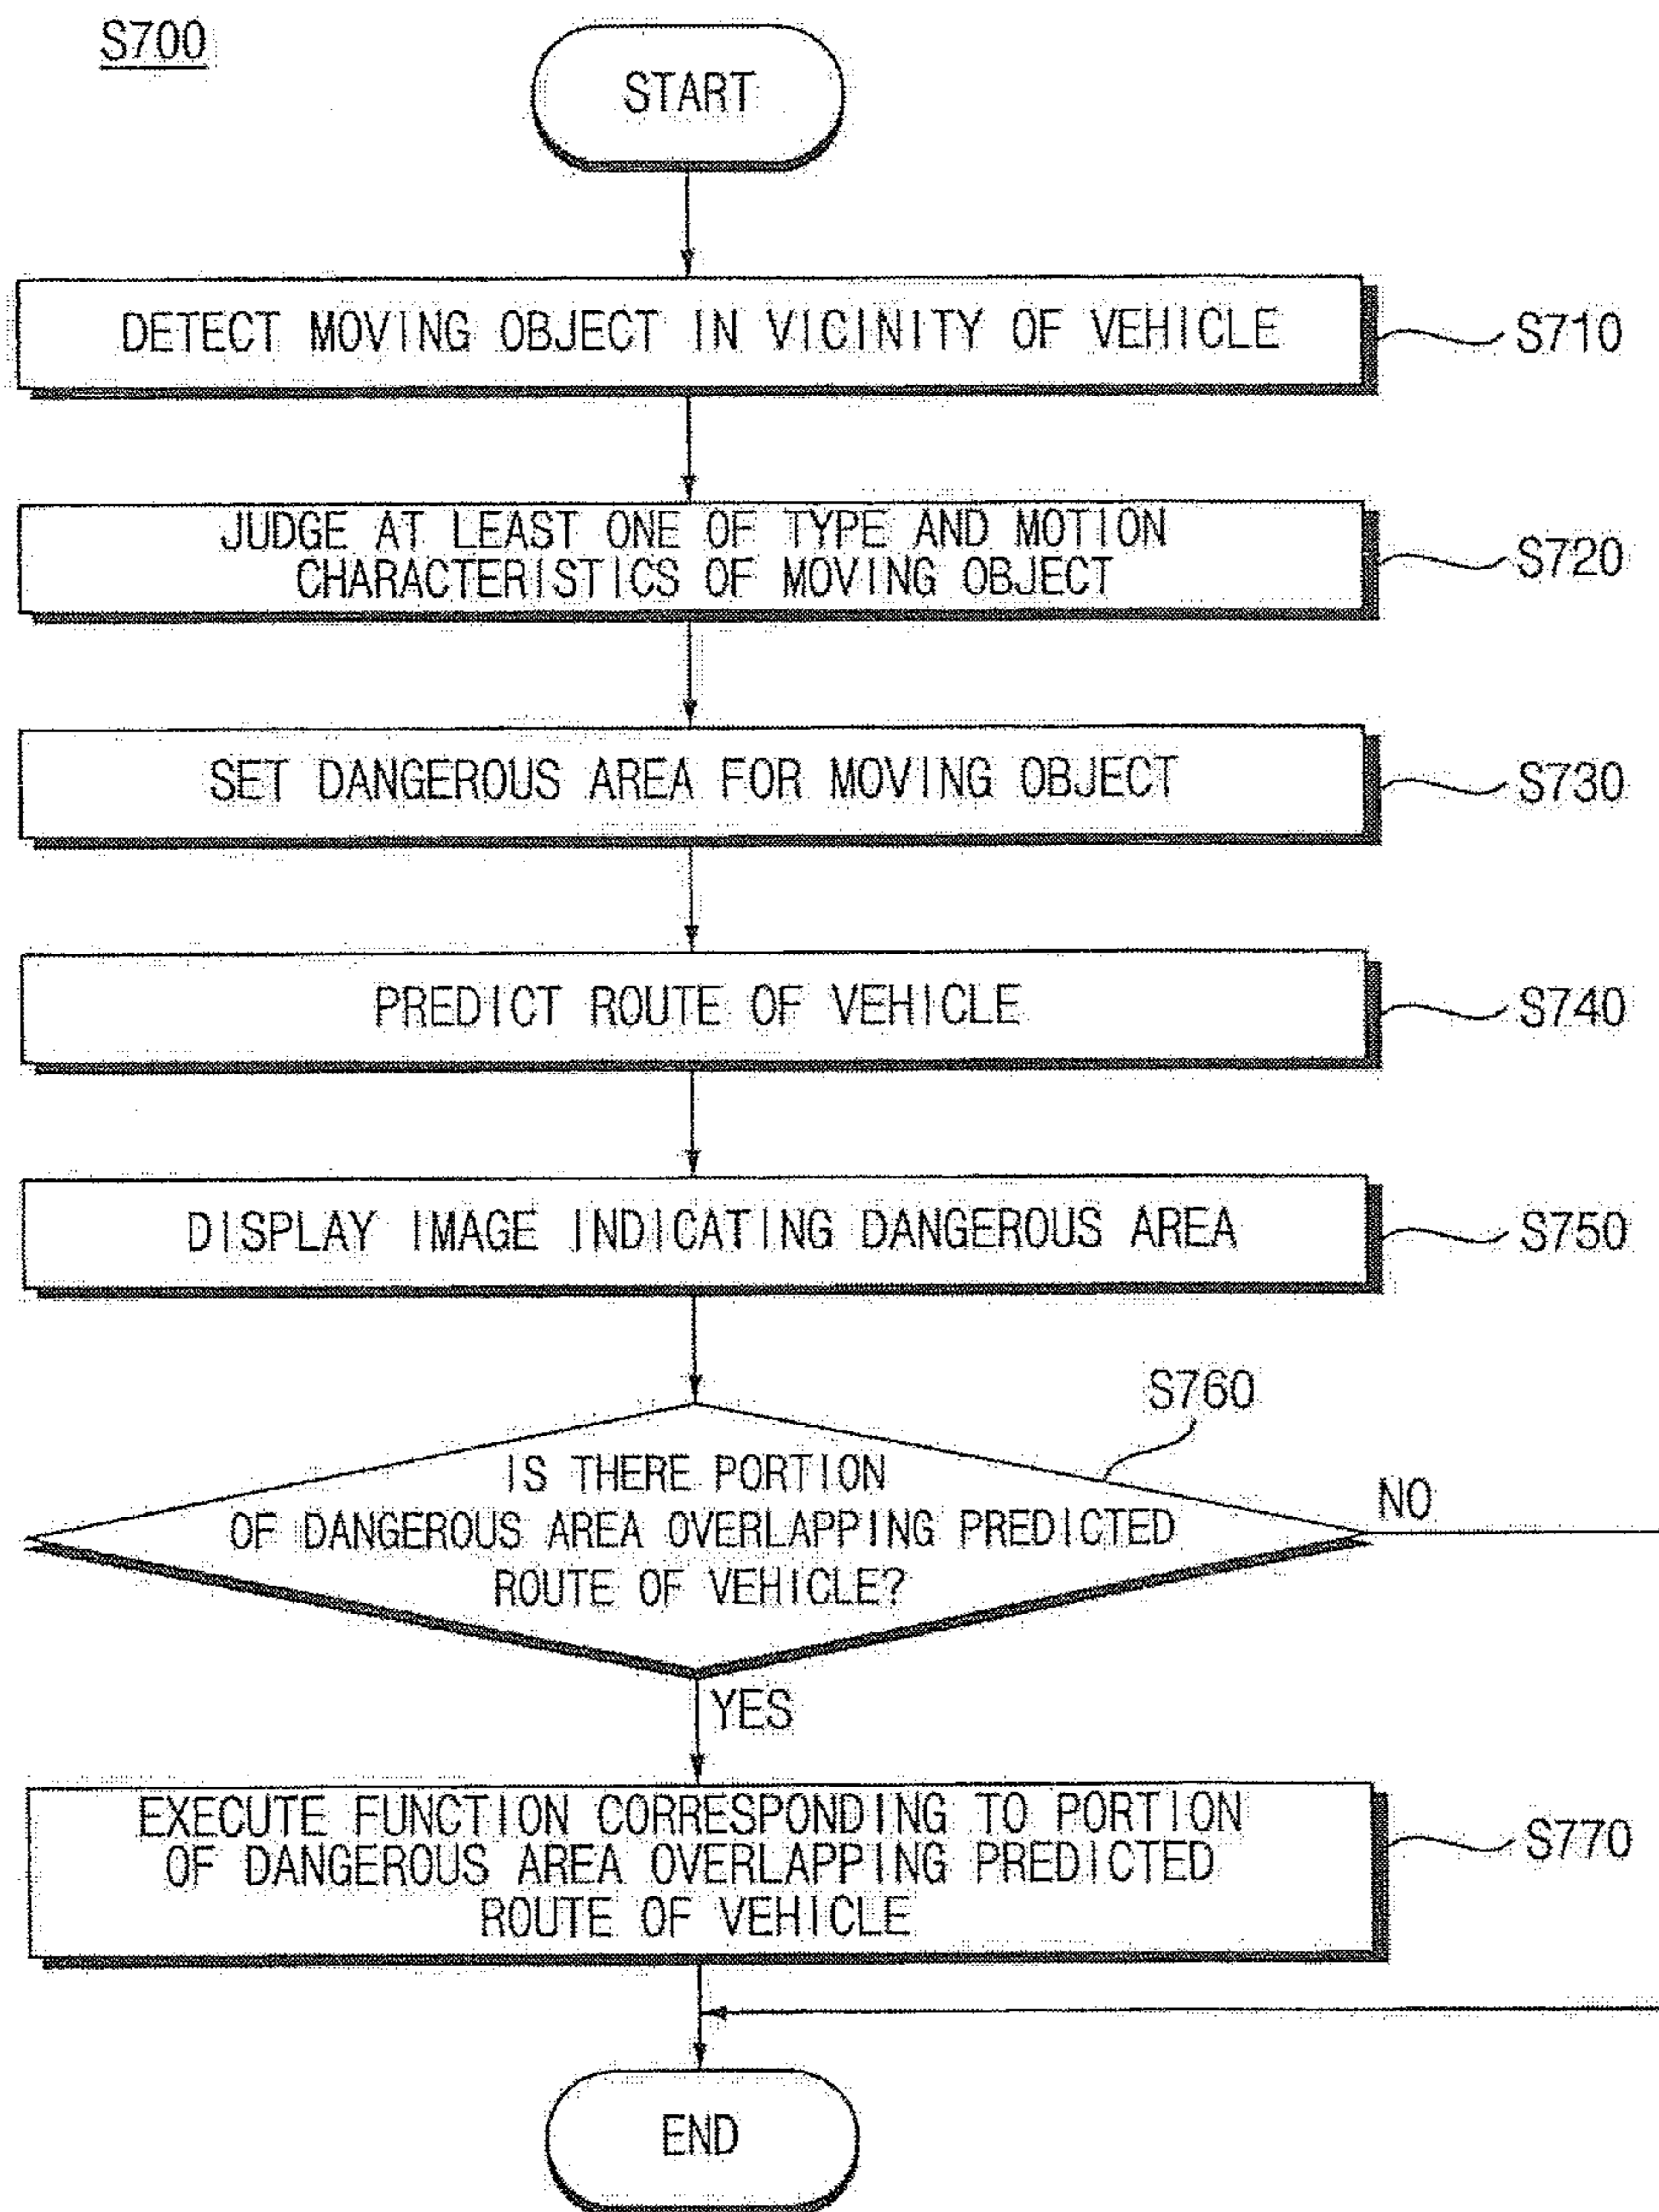 S700
START
DETECT MOVING OBJECT IN VICINITY OF VEHICLE
S710
JUDGE AT LEAST ONE OF TYPE AND MOTION
CHARACTERISTICS OF MOVING OBJECT
S720
SET DANGEROUS AREA FOR MOVING OBJECT
S730
PREDICT ROUTE OF VEHICLE
S740
DISPLAY IMAGE INDICATING DANGEROUS AREA
S750
S760
IS THERE PORTION
OF DANGEROUS AREA OVERLAPPING PREDICTED
ROUTE OF VEHICLE?
NO
YES
EXECUTE FUNCTION CORRESPONDING TO PORTION
OF DANGEROUS AREA OVERLAPPING PREDICTED
ROUTE OF VEHICLE
S770
END